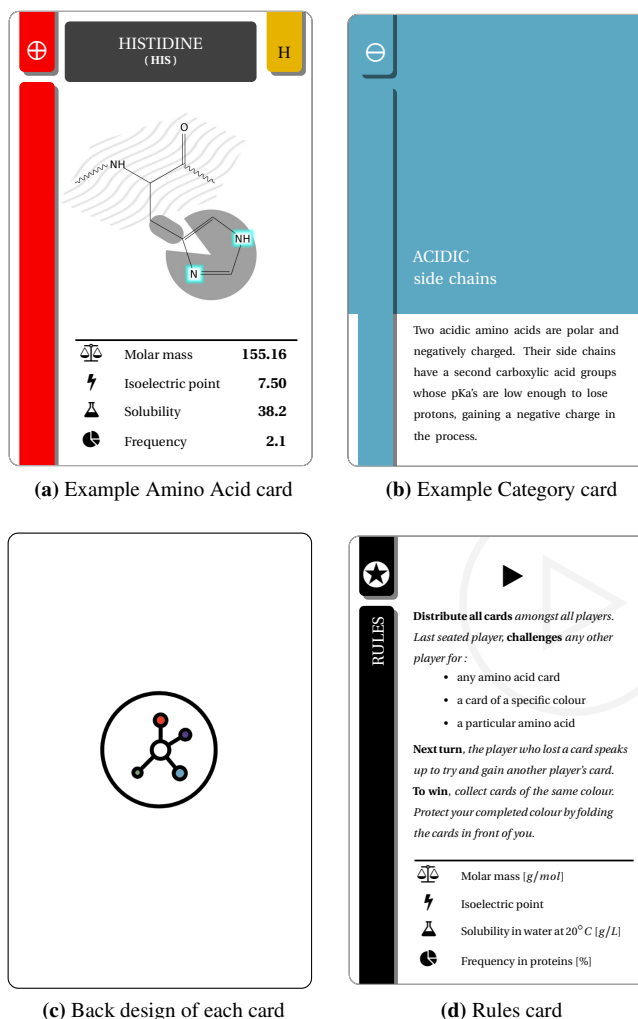 ⊕
HISTIDINE
( HIS )
H
O
NH
NH
N
Molar mass 155.16
Isoelectric point 7.50
Solubility 38.2
Frequency 2.1
(a) Example Amino Acid card
⊖
ACIDIC
side chains
Two acidic amino acids are polar and
negatively charged. Their side chains
have a second carboxylic acid groups
whose pKa's are low enough to lose
protons, gaining a negative charge in
the process.
(b) Example Category card
(c) Back design of each card
RULES
Distribute all cards amongst all players.
Last seated player, challenges any other
player for :
• any amino acid card
• a card of a specific colour
• a particular amino acid
Next turn, the player who lost a card speaks
up to try and gain another player's card.
To win, collect cards of the same colour.
Protect your completed colour by folding
the cards in front of you.
Molar mass [g/mol]
Isoelectric point
Solubility in water at 20°C [g/L]
Frequency in proteins [%]
(d) Rules card